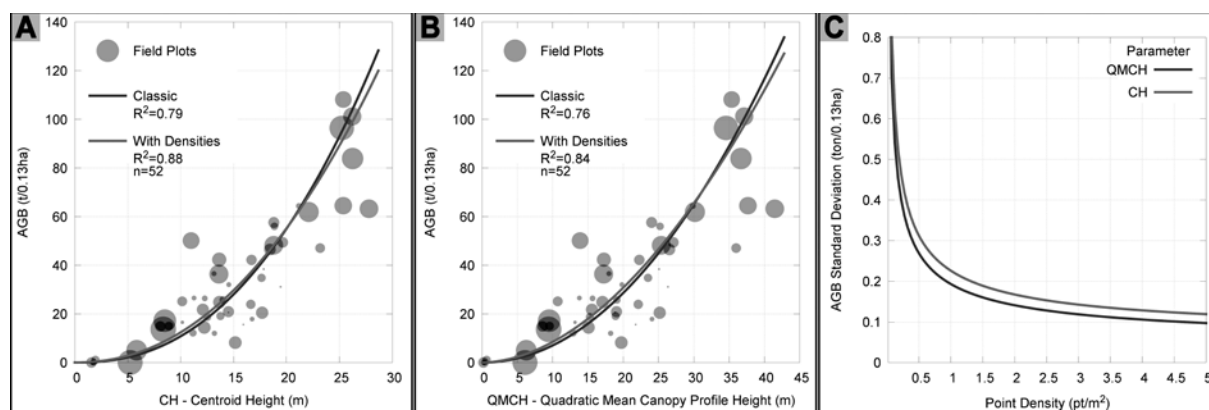 A
AGB (t/0.13ha)
140
120
100
80
60
40
20
0
Field Plots
Classic
R²=0.79
With Densities
R²=0.88
n=52
0 5 10 15 20 25 30
CH - Centroid Height (m)
B
AGB (t/0.13ha)
140
120
100
80
60
40
20
0
Field Plots
Classic
R²=0.76
With Densities
R²=0.84
n=52
0 5 10 15 20 25 30 35 40 45
QMCH - Quadratic Mean Canopy Profile Height (m)
C
AGB Standard Deviation (ton/0.13ha)
0.8
0.7
0.6
0.5
0.4
0.3
0.2
0.1
0
Parameter
QMCH
CH
0.5 1 1.5 2 2.5 3 3.5 4 4.5 5
Point Density (pt/m²)